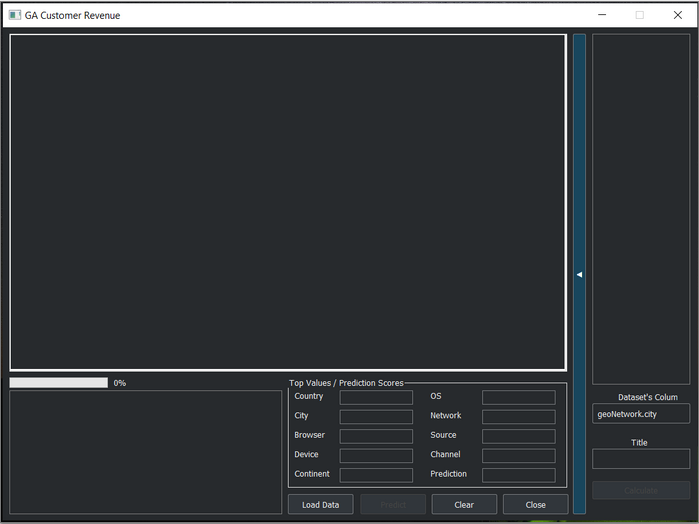 GA Customer Revenue
0%
Top Values / Prediction Scores
Country OS
City Network
Browser Source
Device Channel
Continent Prediction
Load Data Predict Clear Close
Dataset's Colum
geoNetwork.city
Title